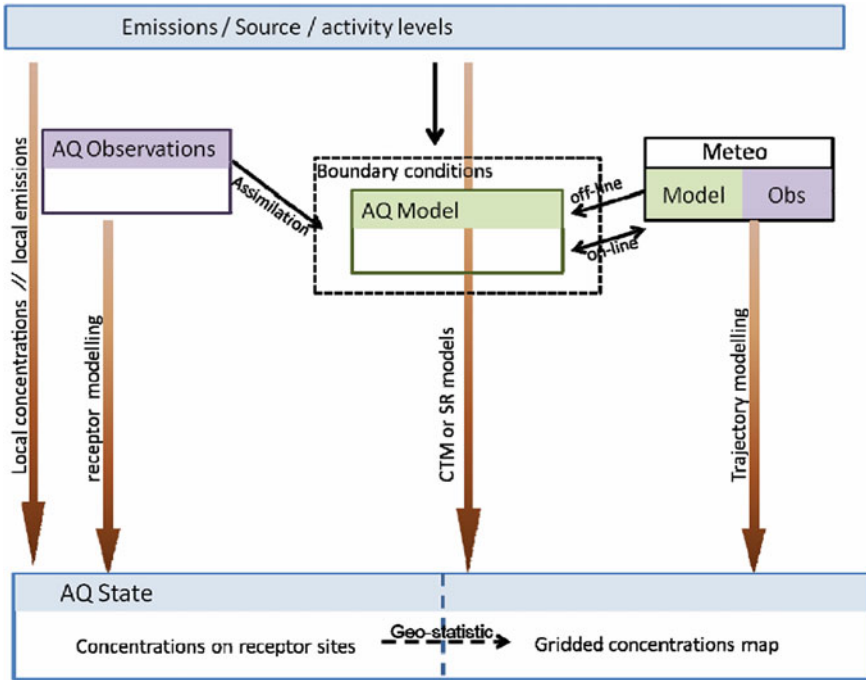 Emissions / Source / activity levels
AQ Observations
Assimilation
Boundary conditions
AQ Model
off-line
on-line
Meteo
Model
Obs
Local concentrations // local emissions
receptor modelling
CTM or SR models
Trajectory modelling
AQ State
Concentrations on receptor sites
Geo-statistic
Gridded concentrations map